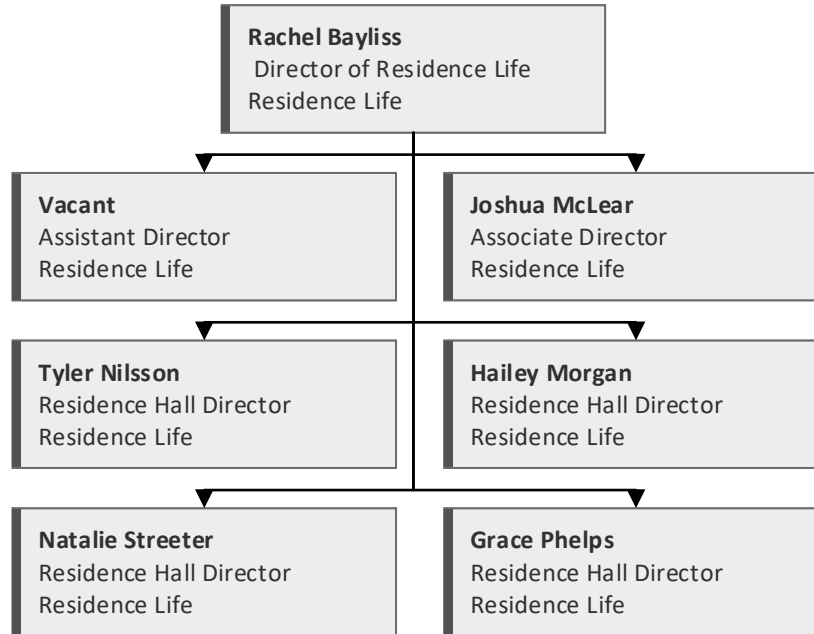 Rachel Bayliss
Director of Residence Life
Residence Life
Vacant
Assistant Director
Residence Life
Joshua McLear
Associate Director
Residence Life
Tyler Nilsson
Residence Hall Director
Residence Life
Hailey Morgan
Residence Hall Director
Residence Life
Natalie Streeter
Residence Hall Director
Residence Life
Grace Phelps
Residence Hall Director
Residence Life